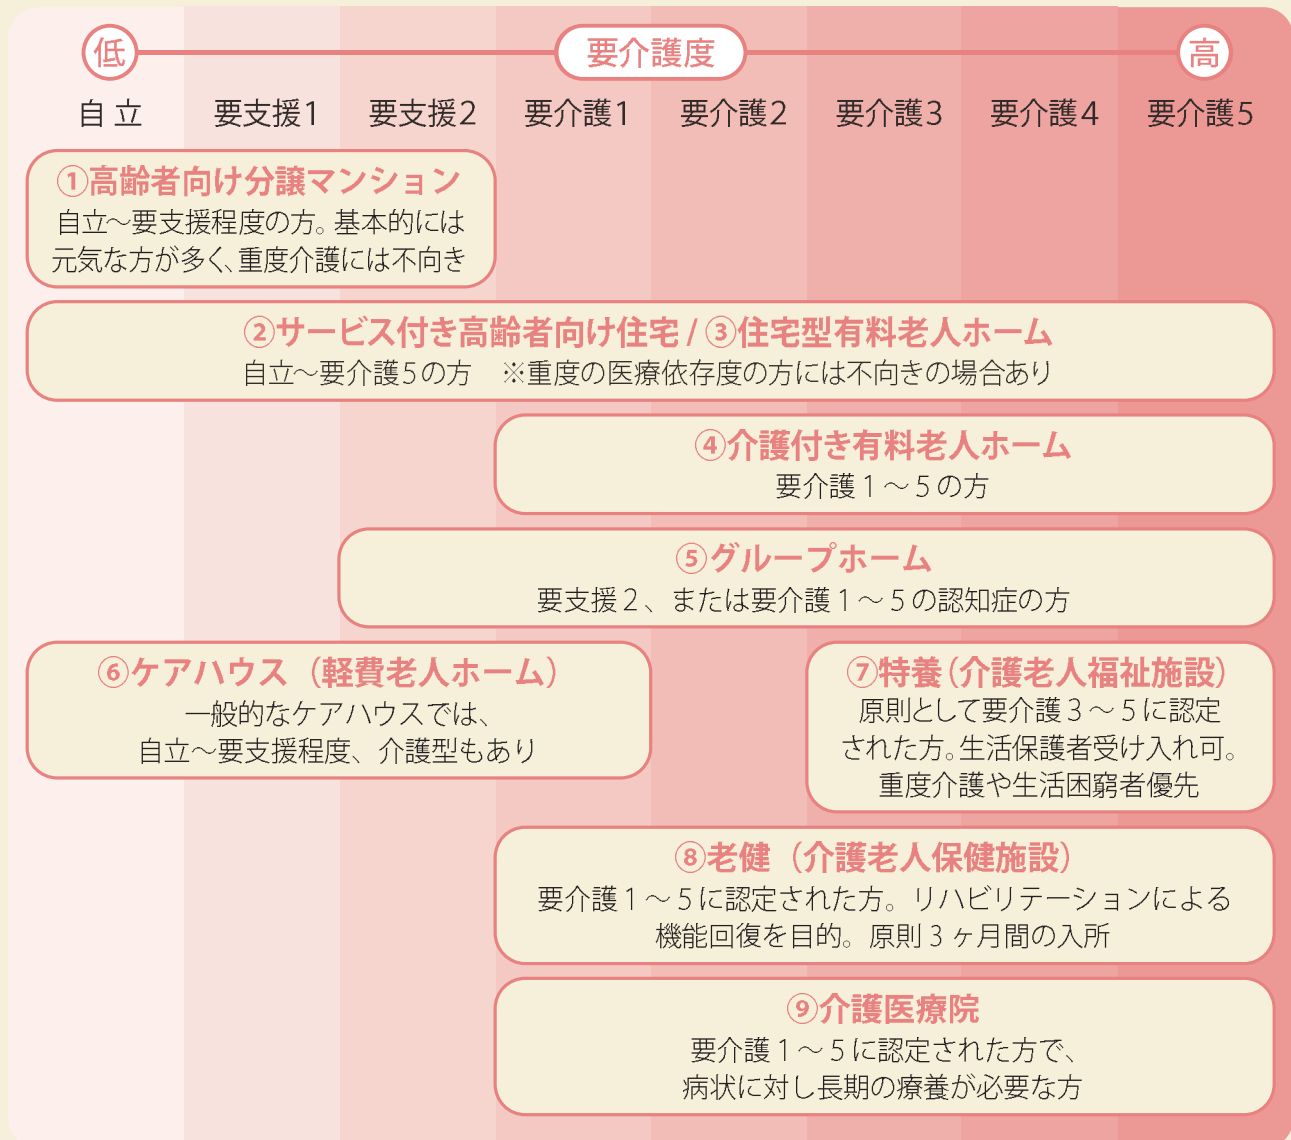 低 要介護度 高
自立 要支援1 要支援2 要介護1 要介護2 要介護3 要介護4 要介護5
①高齢者向け分譲マンション
自立～要支援程度の方。基本的には
元気な方が多く、重度介護には不向き
②サービス付き高齢者向け住宅/③住宅型有料老人ホーム
自立～要介護5の方 ※重度の医療依存度の方には不向きの場合あり
④介護付き有料老人ホーム
要介護1～5の方
⑤グループホーム
要支援2、または要介護1～5の認知症の方
⑥ケアハウス（軽費老人ホーム）
一般的なケアハウスでは、
自立～要支援程度、介護型もあり
⑦特養（介護老人福祉施設）
原則として要介護3～5に認定
された方。生活保護者受け入れ可。
重度介護や生活困窮者優先
⑧老健（介護老人保健施設）
要介護1～5に認定された方。リハビリテーションによる
機能回復を目的。原則3ヶ月間の入所
⑨介護医療院
要介護1～5に認定された方で、
病状に対し長期の療養が必要な方